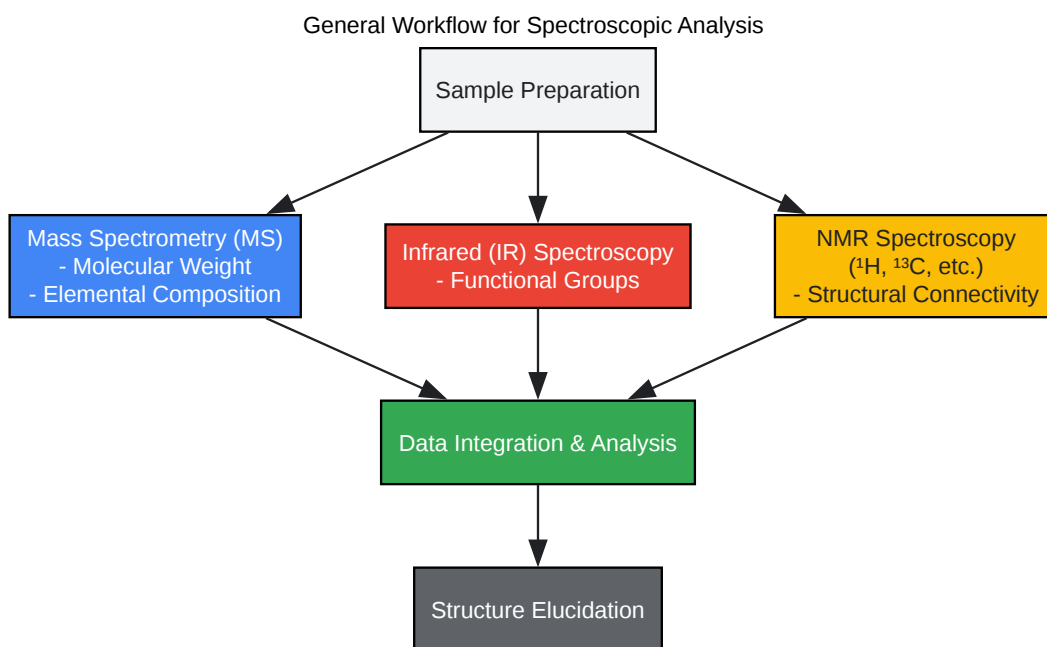 General Workflow for Spectroscopic Analysis
Sample Preparation
Mass Spectrometry (MS)
- Molecular Weight
- Elemental Composition
Infrared (IR) Spectroscopy
- Functional Groups
NMR Spectroscopy
(¹H, ¹³C, etc.)
- Structural Connectivity
Data Integration & Analysis
Structure Elucidation